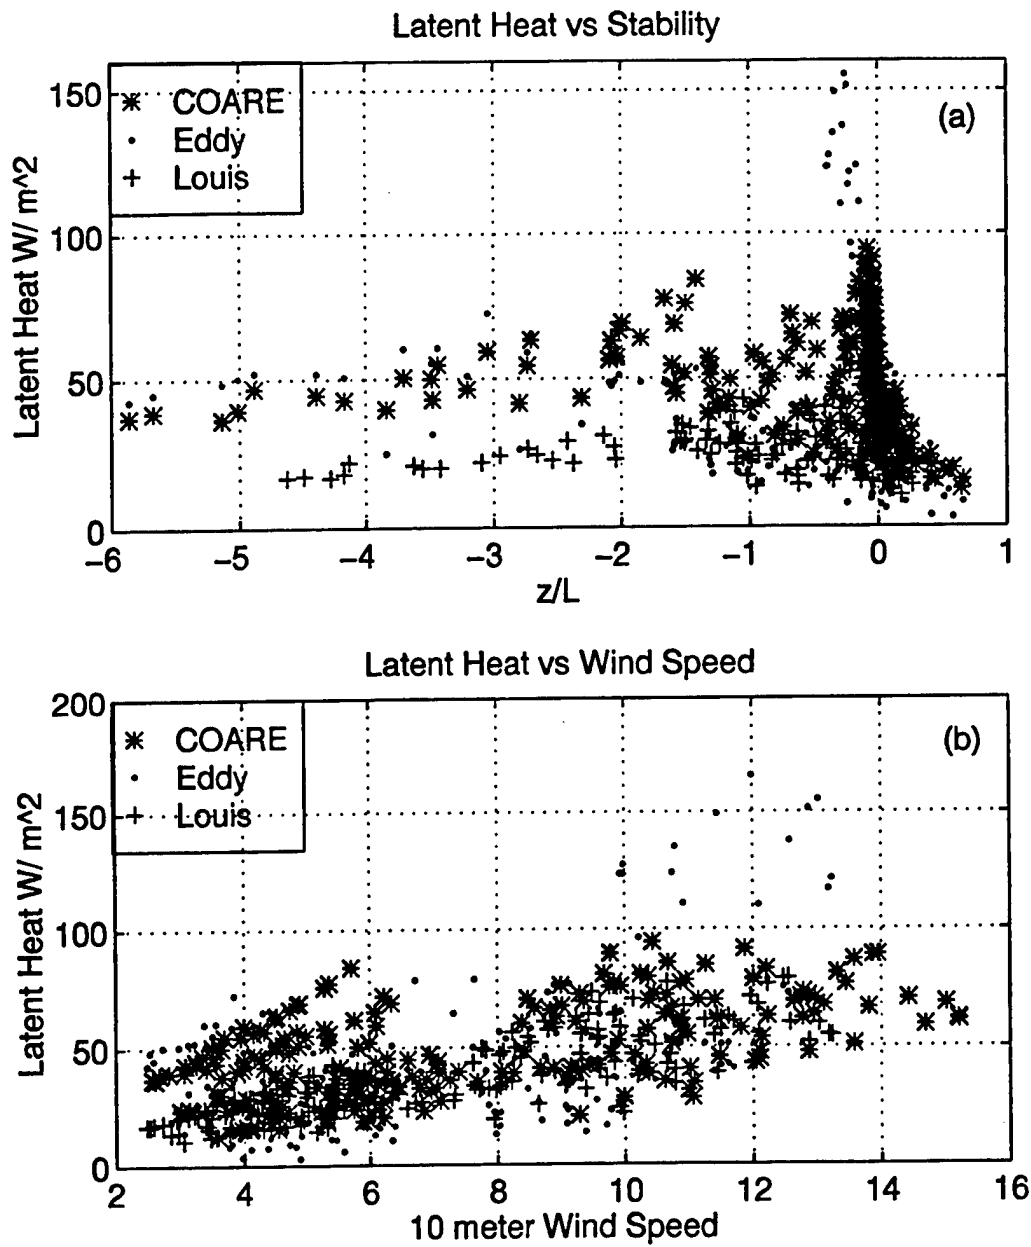 Latent Heat vs Stability
150
100
50
0
Latent Heat W/ m^2
COARE
Eddy
Louis
(a)
−6 −5 −4 −3 −2 −1 0 1
z/L
Latent Heat vs Wind Speed
200
150
100
50
0
Latent Heat W/ m^2
COARE
Eddy
Louis
(b)
2 4 6 8 10 12 14 16
10 meter Wind Speed